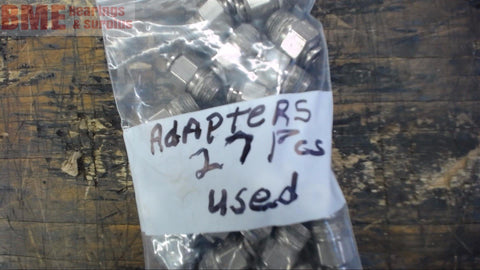 BME Bearings
& Surplus
AdAPteRS
27 Pcs
used